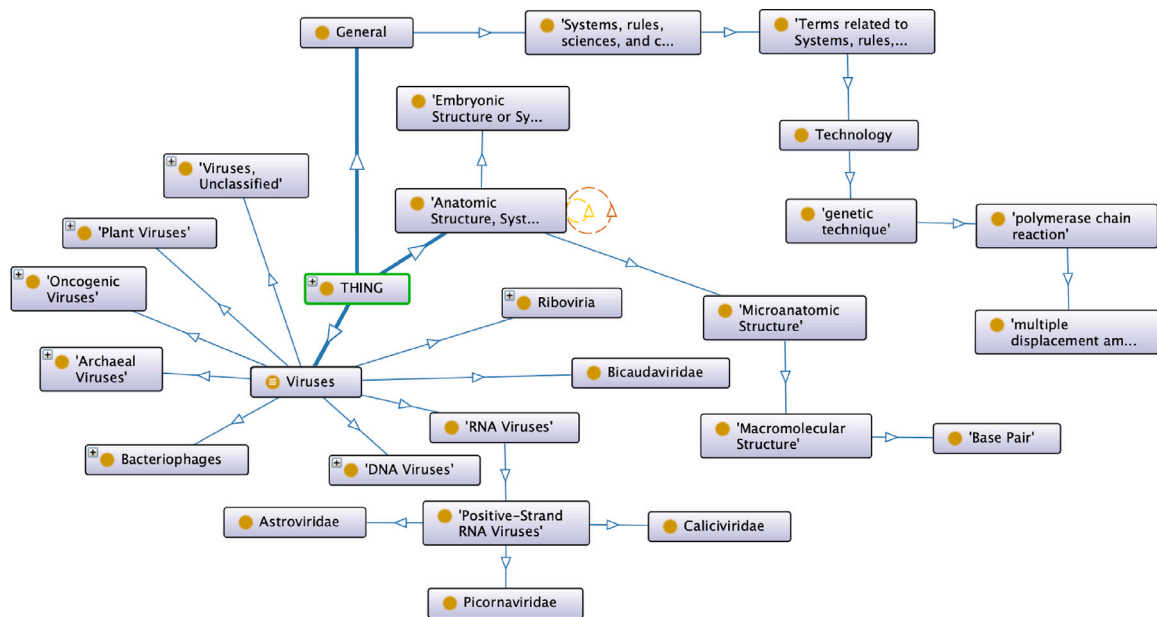 General
'Systems, rules,
sciences, and c...
'Terms related to
Systems, rules,...
'Embryonic
Structure or Sy...
Technology
'Viruses,
Unclassified'
'Anatomic
Structure, Syst...
'genetic
technique'
'polymerase chain
reaction'
'Plant Viruses'
'Oncogenic
Viruses'
THING
Riboviria
'Microanatomic
Structure'
'multiple
displacement am...
'Archaeal
Viruses'
Viruses
Bicaudaviridae
'RNA Viruses'
'Macromolecular
Structure'
'Base Pair'
Bacteriophages
'DNA Viruses'
Astroviridae
'Positive-Strand
RNA Viruses'
Caliciviridae
Picornaviridae